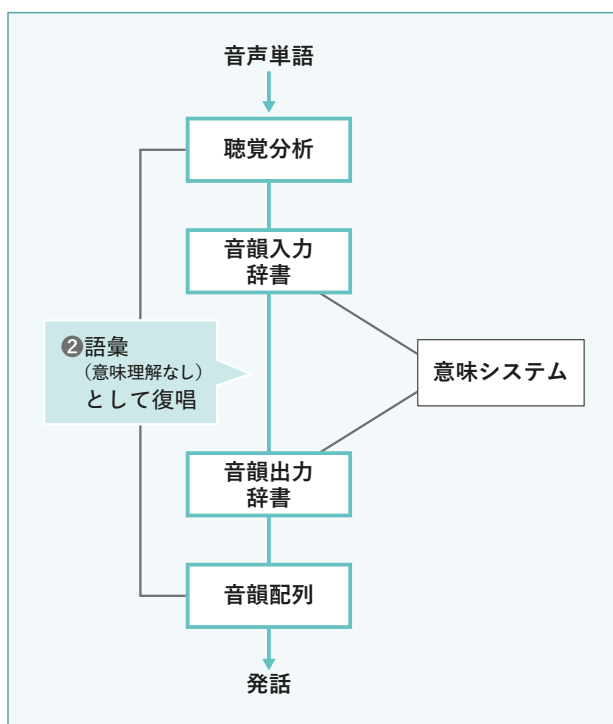 音声単語
聴覚分析
音韻入力
辞書
❷語彙
（意味理解なし）
として復唱
意味システム
音韻出力
辞書
音韻配列
発話